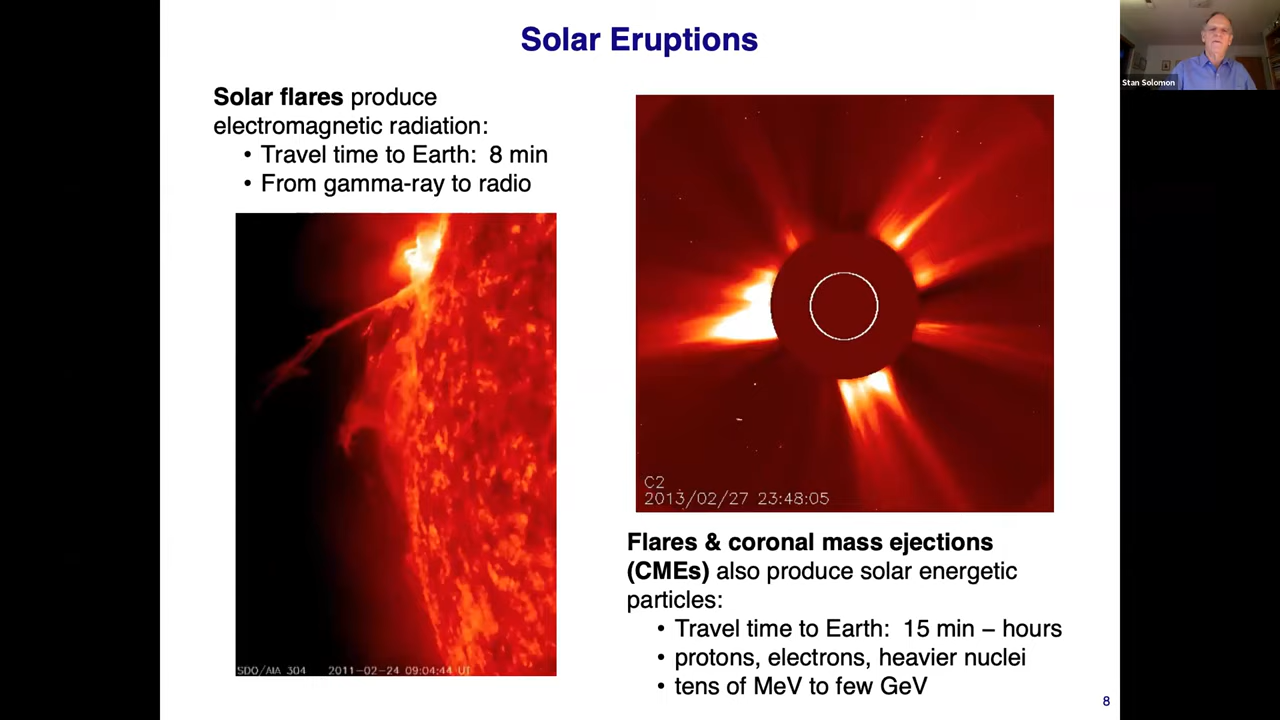 Solar Eruptions
Stan Solomon
Solar flares produce
electromagnetic radiation:
• Travel time to Earth: 8 min
• From gamma-ray to radio
SDO/AIA 304 2011-02-24 09:04:44 UT
C2
2013/02/27 23:48:05
Flares & coronal mass ejections
(CMEs) also produce solar energetic
particles:
• Travel time to Earth: 15 min – hours
• protons, electrons, heavier nuclei
• tens of MeV to few GeV
8